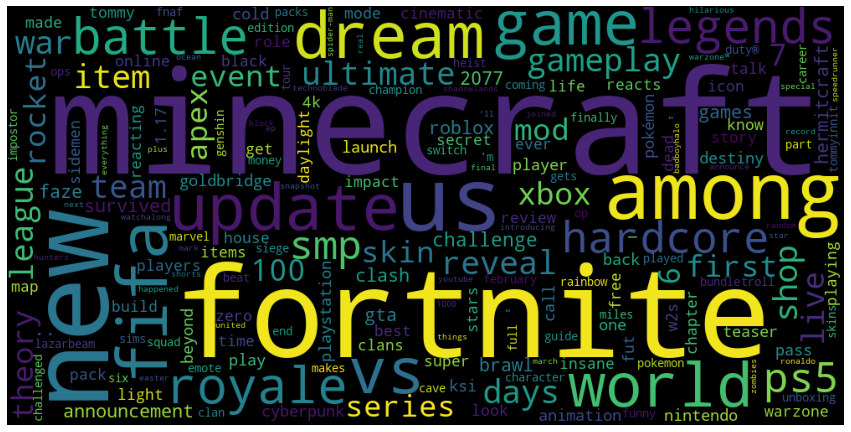 minecraft
fortnite
new
among
us
update
dream
game
legends
battle
royale
world
vs
fifa
war
item
event
ultimate
gameplay
7
rocket
apex
mod
xbox
team
league
theory
smp
skin
reveal
hardcore
first
shop
live
ps5
days
series
100
6
tommy
fnaf
packs
cold
mode
cinematic
hilarious
made
edition
spider-man
role
real
heist
duty®
warzone™
ocean
online
black
tour
2077
talk
career
ops
technoblade
shadowlands
coming
life
reacts
icon
speedrunner
champion
4k
1.17
genshin
'll
joined
finally
games
special
impostor
sidemen
reacting
block
ep
roblox
pokémon
hermitcraft
everything
plus
money
get
daylight
launch
secret
ever
'm
switch
final
player
know
story
part
record
tommyinnit
dead
badboyhalo
destiny
announce
faze
goldbridge
impact
survived
snapshot
gets
review
op
next
watchalong
introducing
mark
house
challenge
marvel
siege
items
players
star
random
hunters
shorts
map
happened
beat
clash
back
played
rainbow
free
bundletroll
skins
playing
lazarbeam
build
zero
beyond
playstation
gta
stars
youtube
1000
february
call
w2s
chapter
teaser
sims
squad
time
united
end
best
things
full
guide
miles
one
fut
pokemon
ronaldo
challenged
pack
six
emote
play
clans
makes
super
cave
brawl
march
insane
pass
unboxing
easter
light
character
zombies
announcement
clan
cyberpunk
look
ksi
animation
funny
nintendo
warzone